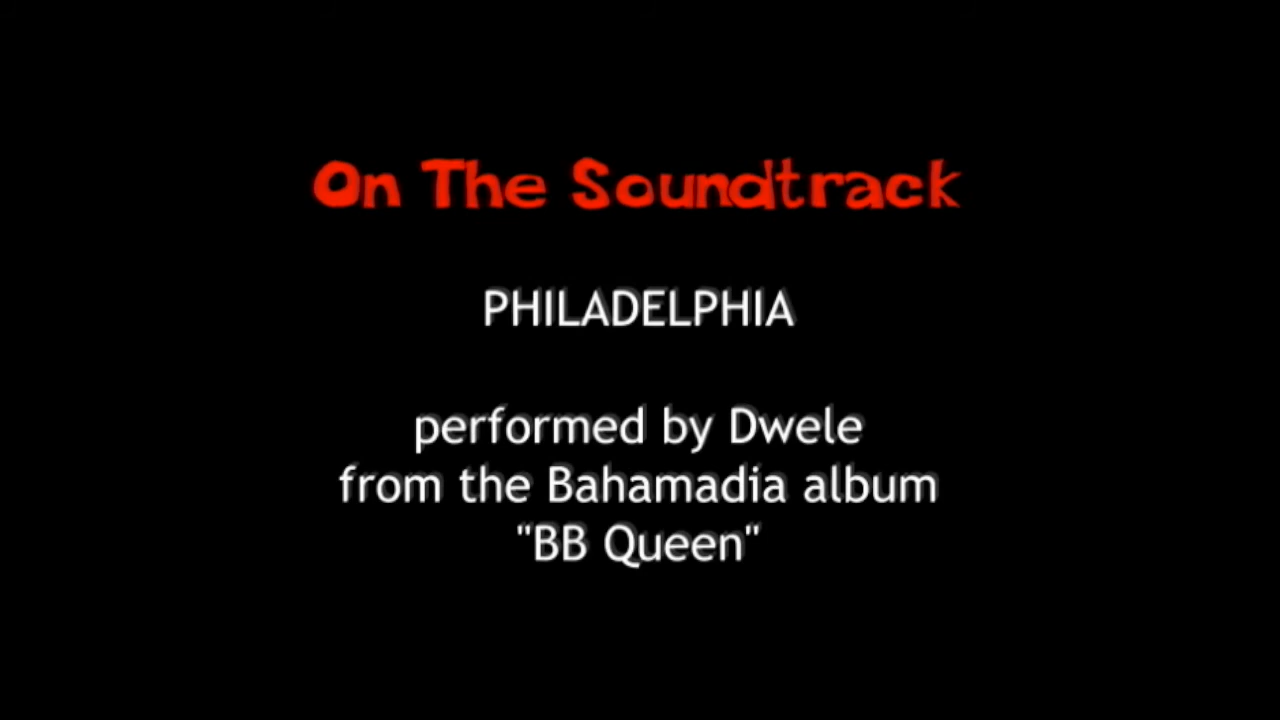 On The Soundtrack
PHILADELPHIA
performed by Dwele
from the Bahamadia album
"BB Queen"